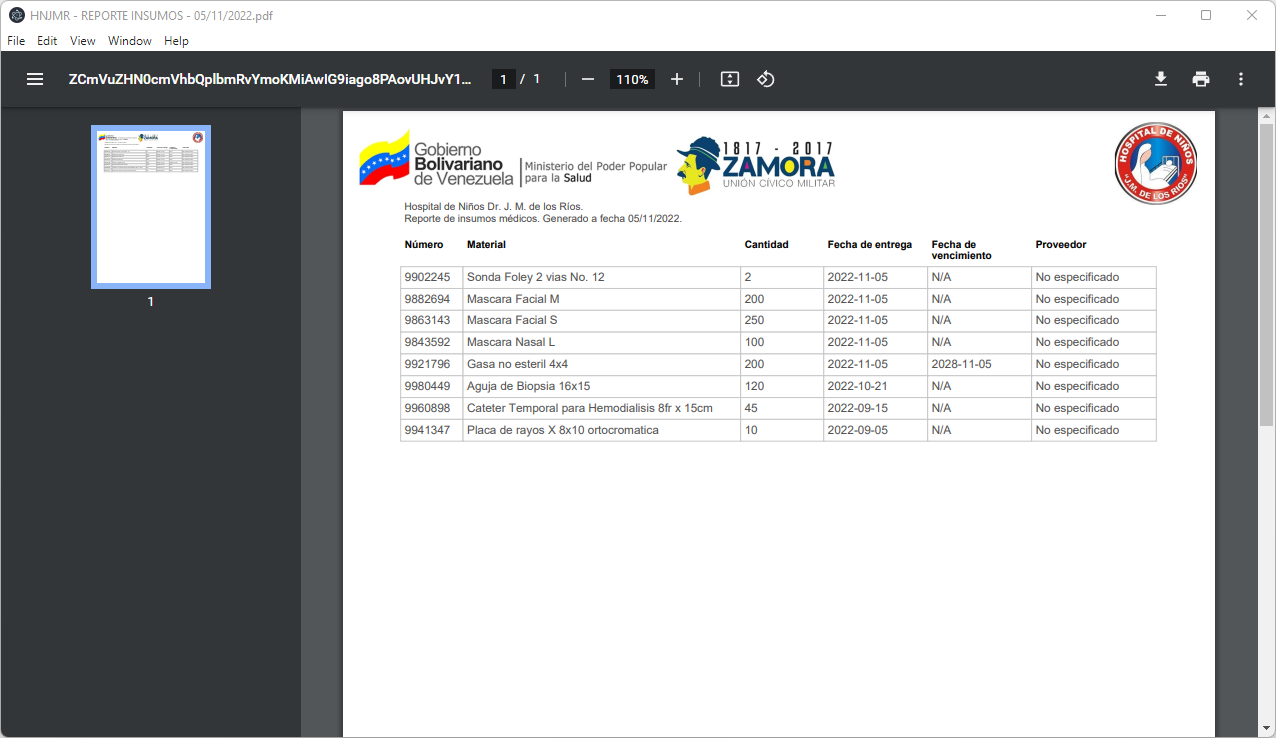 HNJMR - REPORTE INSUMOS - 05/11/2022.pdf
File Edit View Window Help
ZCmVuZHN0cmVhbQplbmRvYmoKMiAwIG9iago8PAovUHJvY1... 1 / 1 110%
1
Gobierno
Bolivariano
de Venezuela
Ministerio del Poder Popular
para la Salud
1817 - 2017
ZAMORA
UNIÓN CÍVICO MILITAR
HOSPITAL DE NIÑOS
"J.M. DE LOS RIOS"
Hospital de Niños Dr. J. M. de los Ríos.
Reporte de insumos médicos. Generado a fecha 05/11/2022.
Número Material Cantidad Fecha de entrega Fecha de vencimiento Proveedor
9902245 Sonda Foley 2 vias No. 12 2 2022-11-05 N/A No especificado
9882694 Mascara Facial M 200 2022-11-05 N/A No especificado
9863143 Mascara Facial S 250 2022-11-05 N/A No especificado
9843592 Mascara Nasal L 100 2022-11-05 N/A No especificado
9921796 Gasa no esteril 4x4 200 2022-11-05 2028-11-05 No especificado
9980449 Aguja de Biopsia 16x15 120 2022-10-21 N/A No especificado
9960898 Cateter Temporal para Hemodialisis 8fr x 15cm 45 2022-09-15 N/A No especificado
9941347 Placa de rayos X 8x10 ortocromatica 10 2022-09-05 N/A No especificado